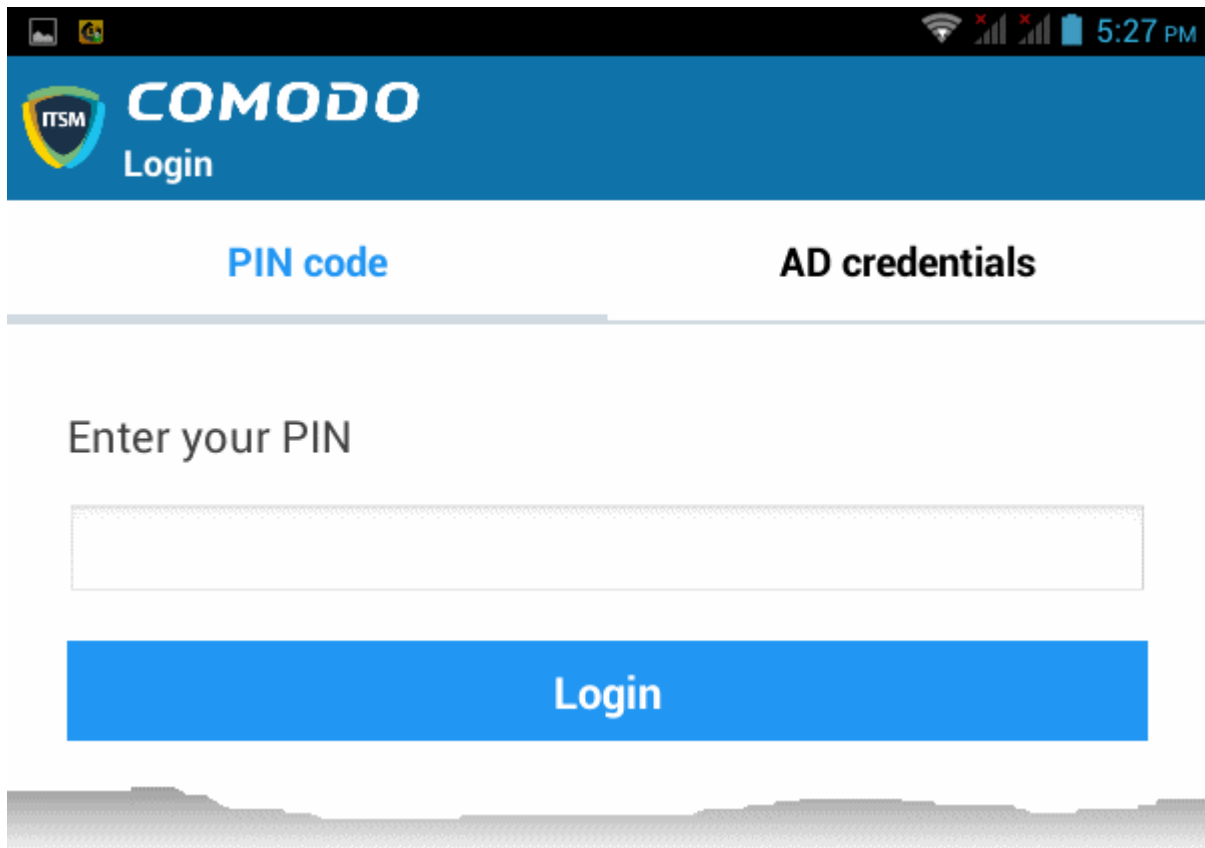 5:27 PM
ITSM
COMODO
Login
PIN code
AD credentials
Enter your PIN
Login